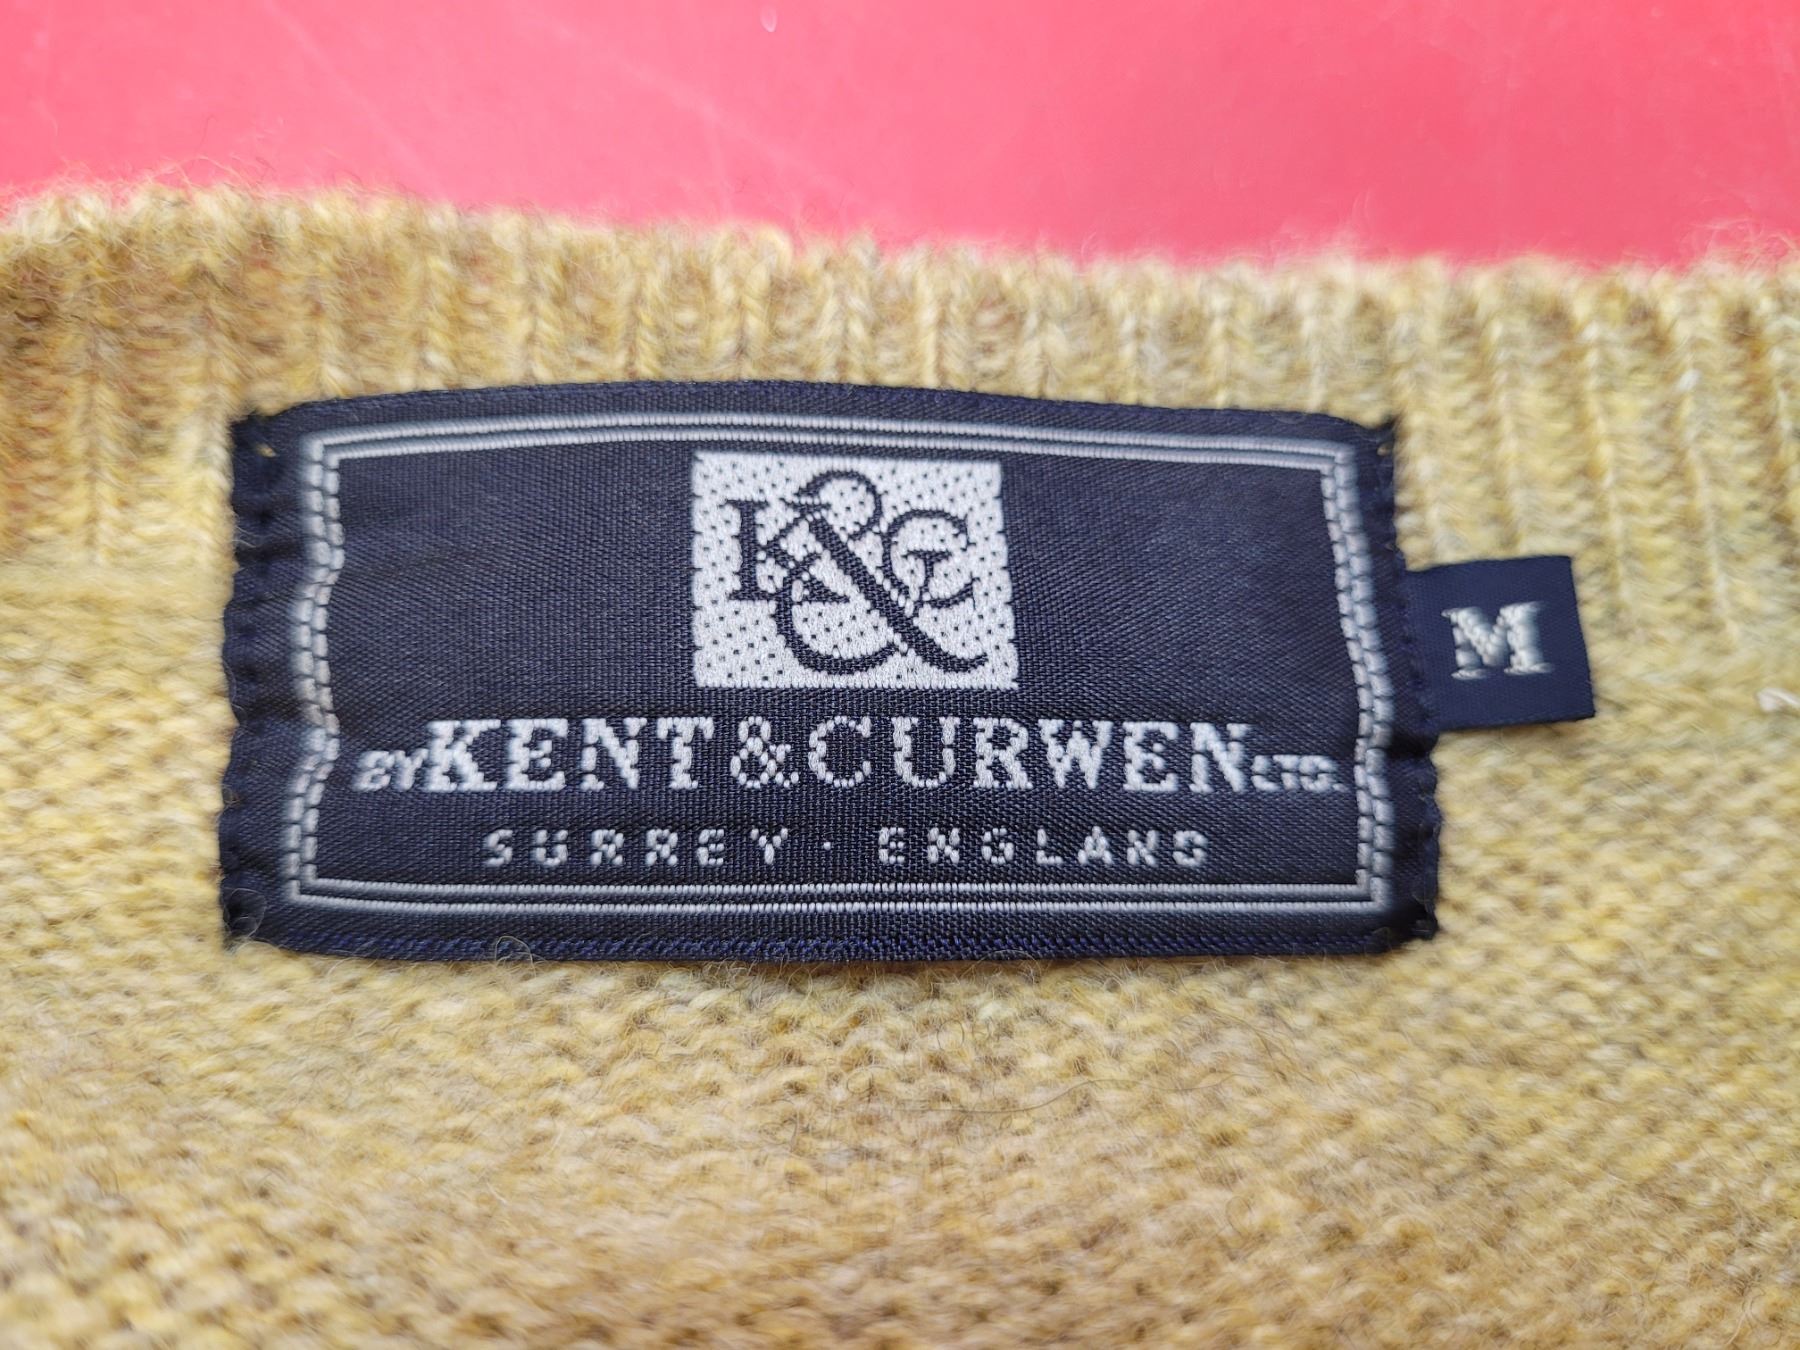 K&C
BY KENT & CURWEN LTD.
SURREY · ENGLAND
M